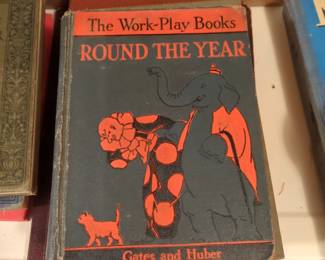 The Work-Play Books
ROUND THE YEAR
Gates and Huber